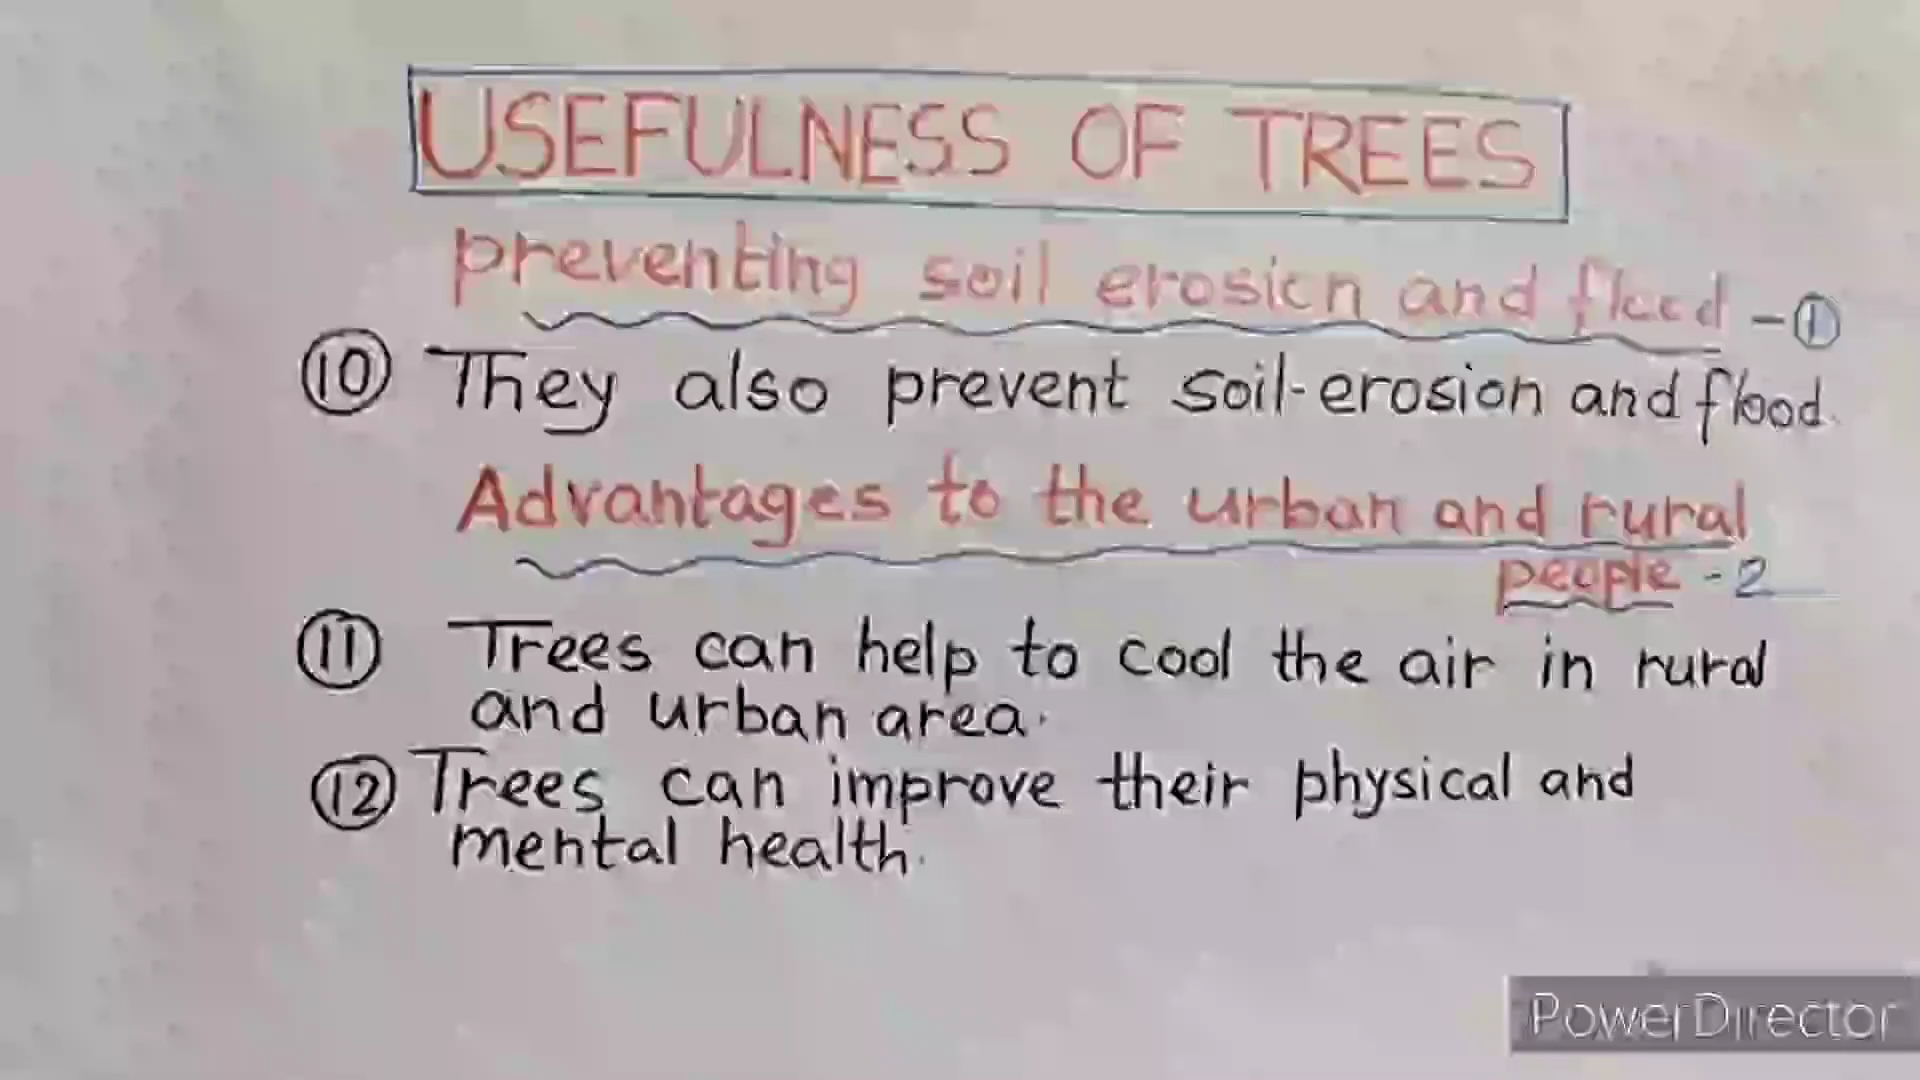 USEFULNESS OF TREES
preventing soil erosion and flood - ①
⑩ They also prevent soil-erosion and flood.
Advantages to the urban and rural
people - 2
⑪ Trees can help to cool the air in rural
and urban area.
⑫ Trees can improve their physical and
mental health.
PowerDirector